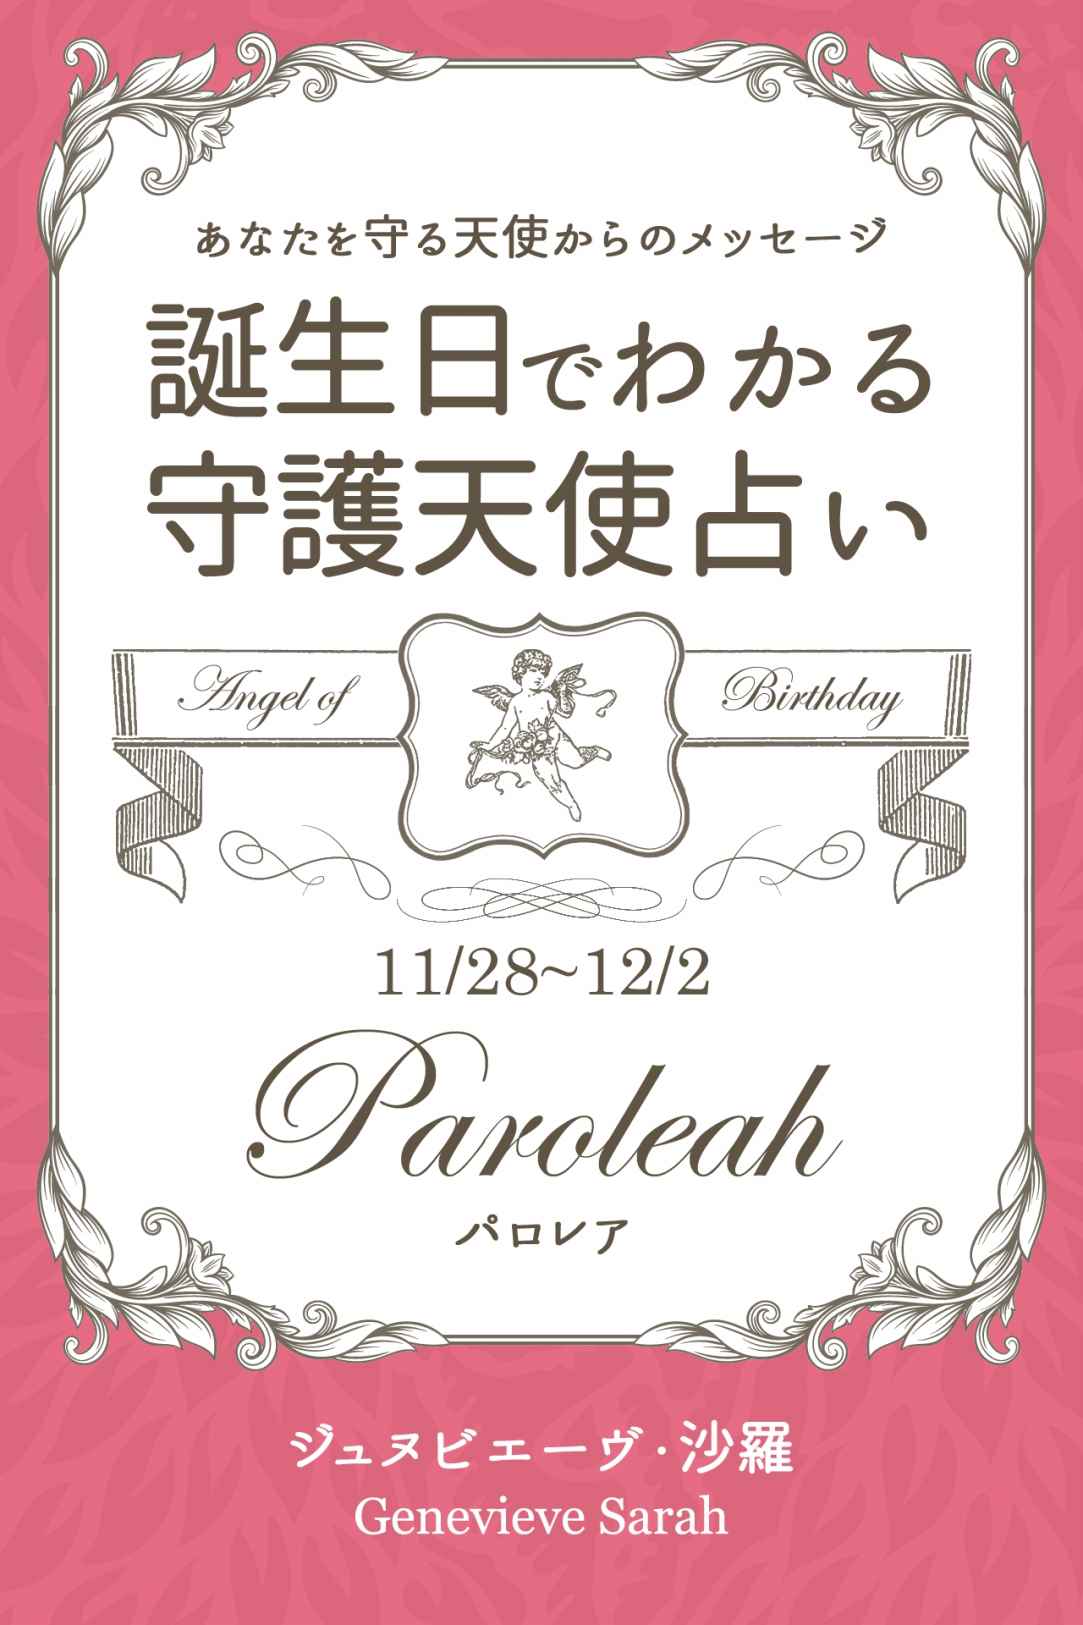 あなたを守る天使からのメッセージ
誕生日でわかる
守護天使占い
Angel of Birthday
11/28~12/2
Paroleah
パロレア
ジュヌビエーヴ・沙羅
Genevieve Sarah